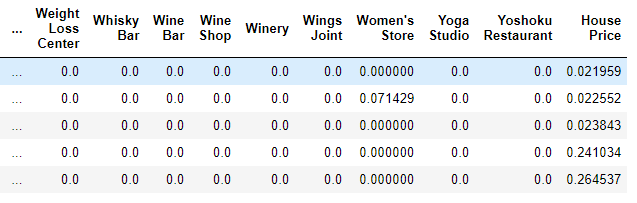 ... Weight Loss Center Whisky Bar Wine Bar Wine Shop Winery Wings Joint Women's Store Yoga Studio Yoshoku Restaurant House Price
... 0.0 0.0 0.0 0.0 0.0 0.0 0.000000 0.0 0.0 0.021959
... 0.0 0.0 0.0 0.0 0.0 0.0 0.071429 0.0 0.0 0.022552
... 0.0 0.0 0.0 0.0 0.0 0.0 0.000000 0.0 0.0 0.023843
... 0.0 0.0 0.0 0.0 0.0 0.0 0.000000 0.0 0.0 0.241034
... 0.0 0.0 0.0 0.0 0.0 0.0 0.000000 0.0 0.0 0.264537